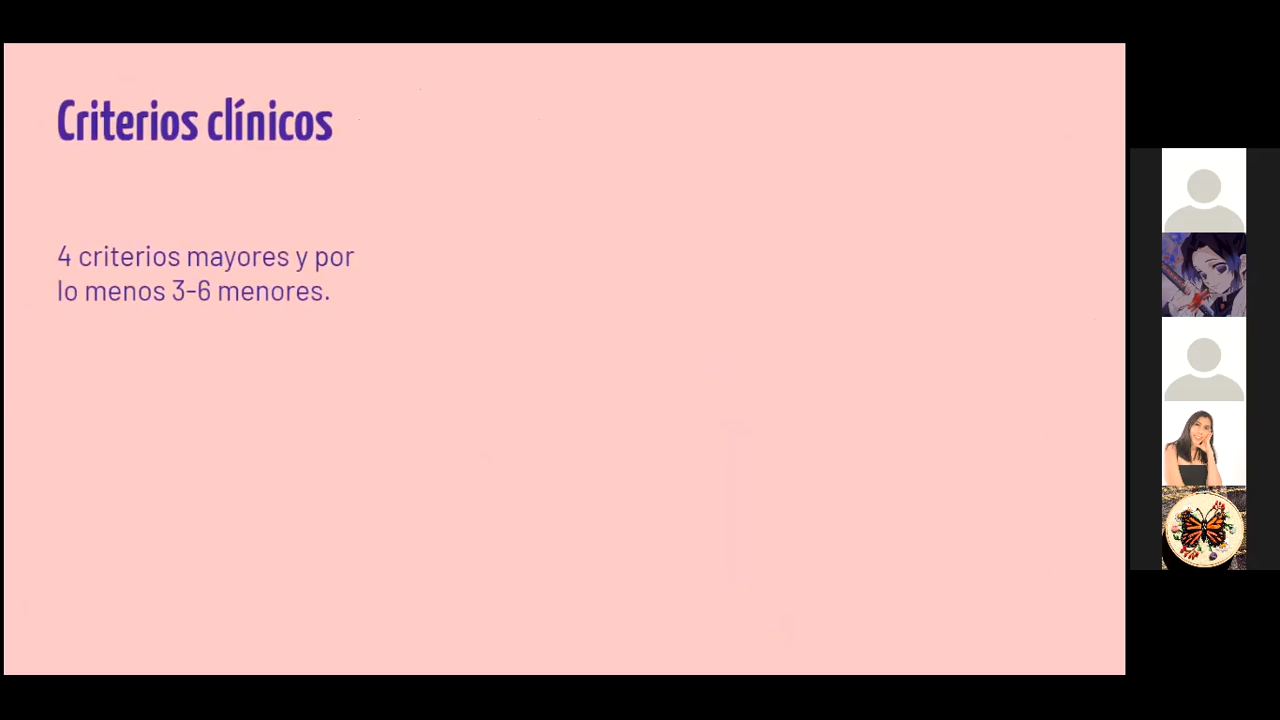 Criterios clínicos
4 criterios mayores y por
lo menos 3-6 menores.